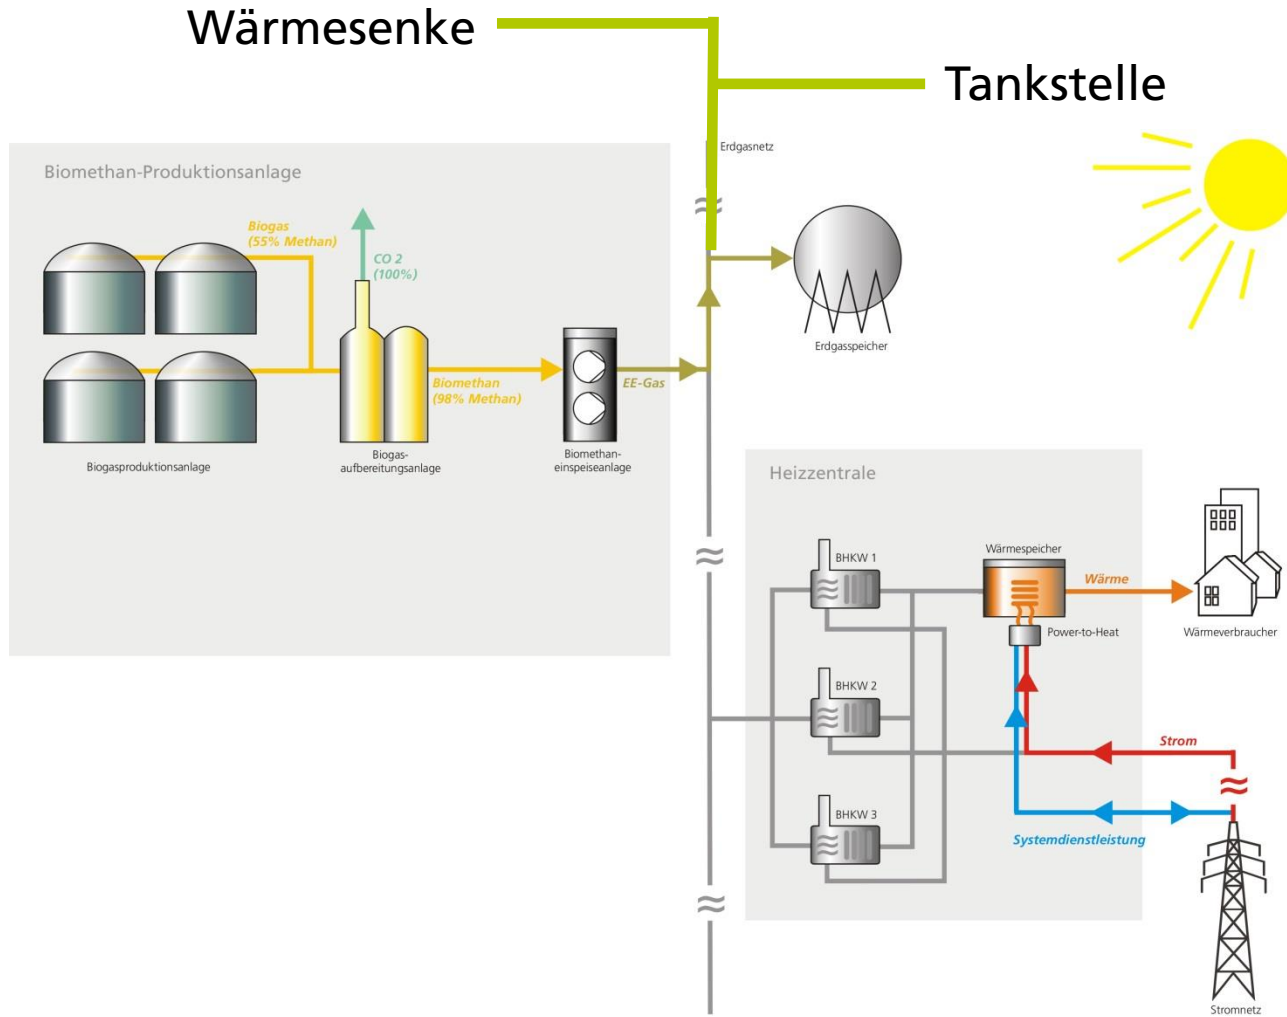 Wärmesenke
Tankstelle
Erdgasnetz
Biomethan-Produktionsanlage
Biogas
(55% Methan)
CO 2
(100%)
Erdgasspeicher
Biomethan
(98% Methan)
EE-Gas
Biogasproduktionsanlage
Biogas-
aufbereitungsanlage
Biomethan-
einspeiseanlage
Heizzentrale
BHKW 1
Wärmespeicher
Wärme
Power-to-Heat
Wärmeverbraucher
BHKW 2
Strom
BHKW 3
Systemdienstleistung
Stromnetz